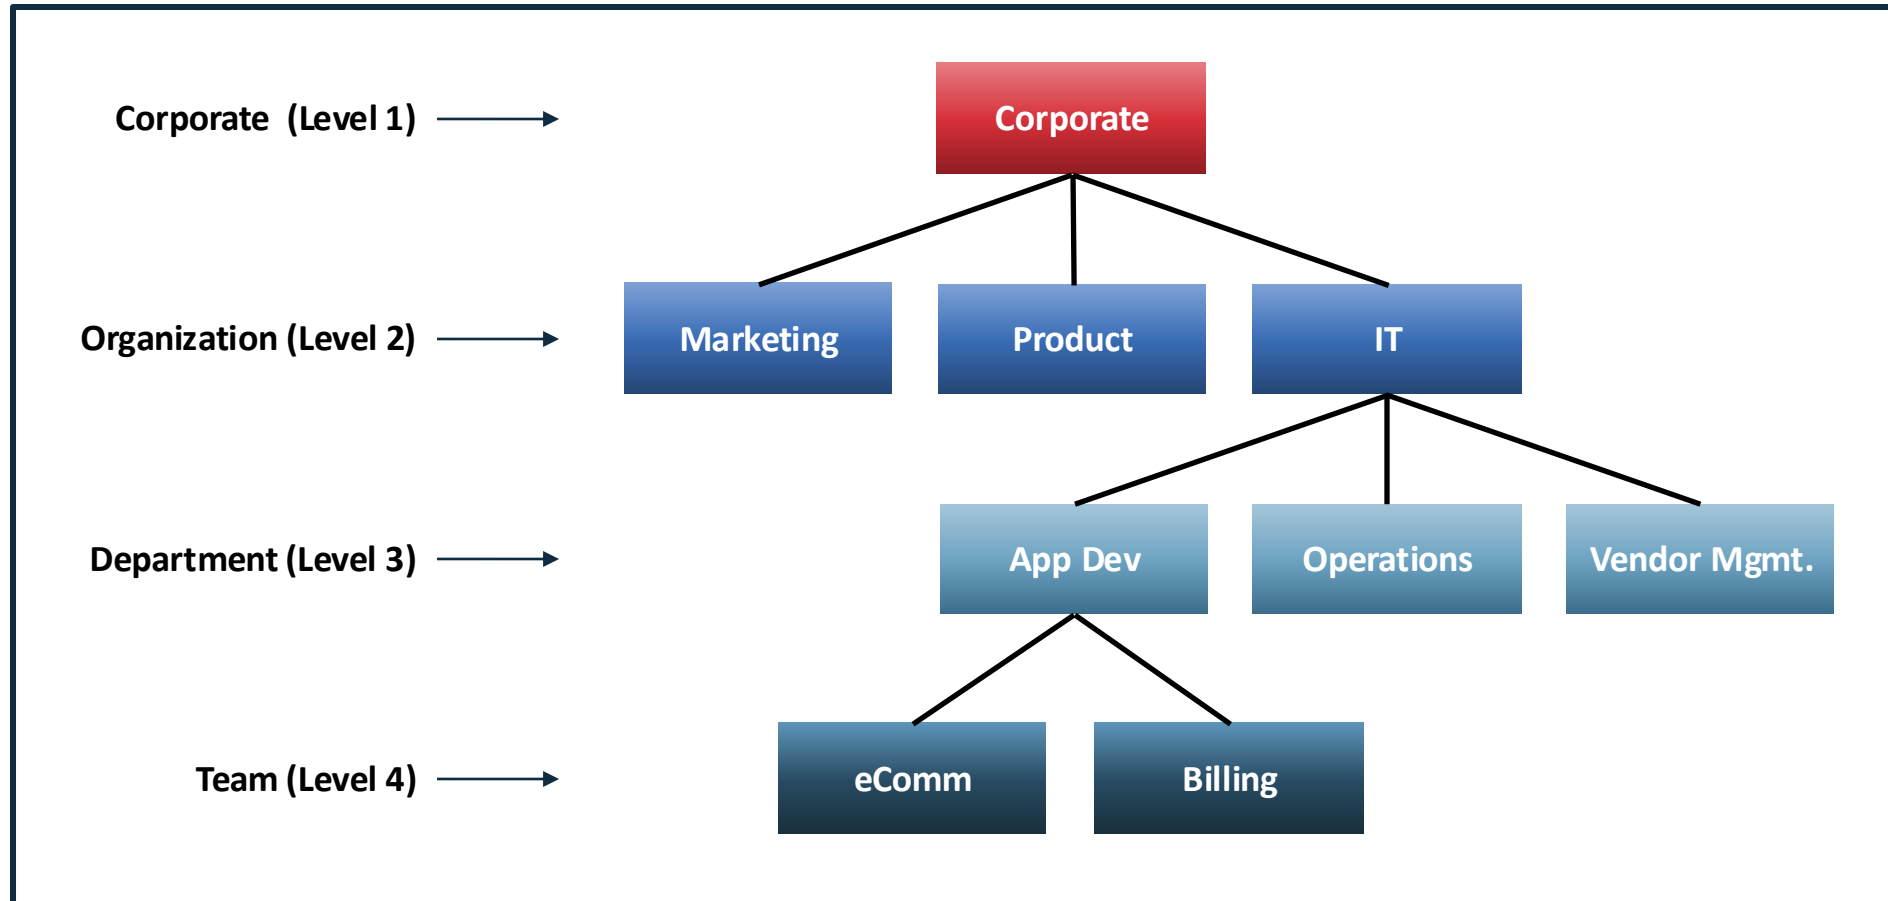 Corporate (Level 1)
Corporate
Organization (Level 2)
Marketing
Product
IT
Department (Level 3)
App Dev
Operations
Vendor Mgmt.
Team (Level 4)
eComm
Billing